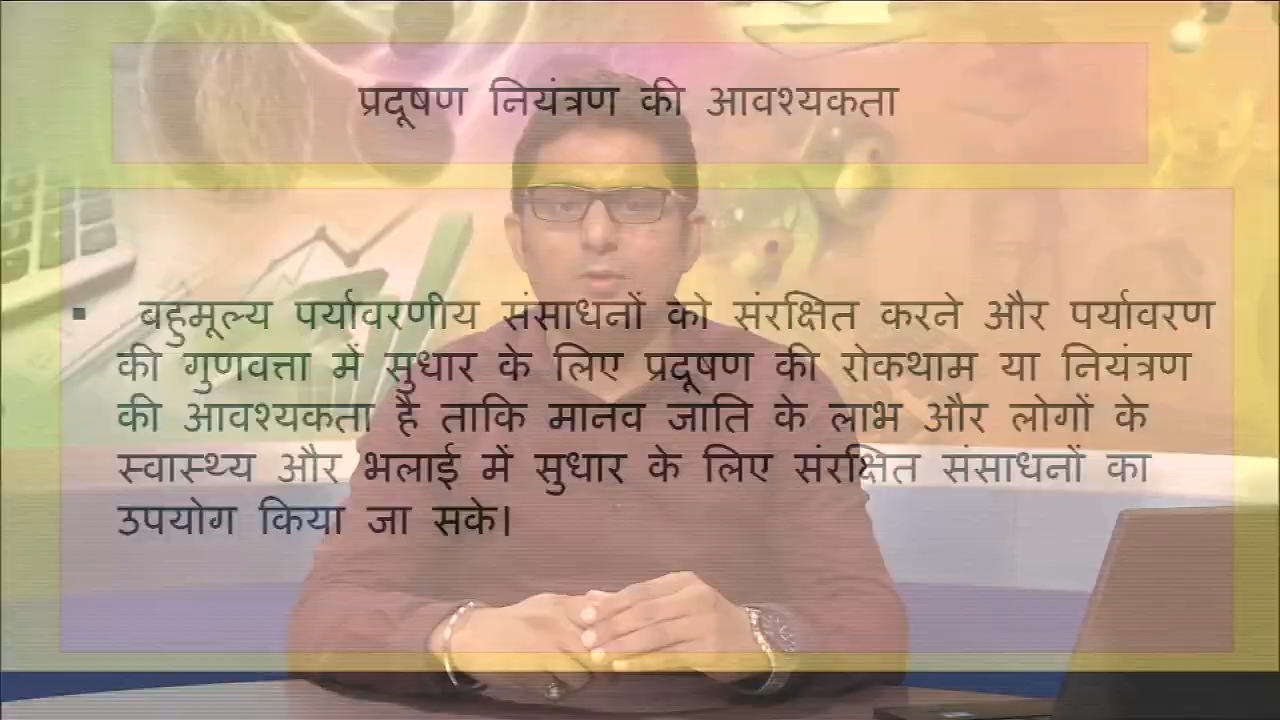 प्रदूषण नियंत्रण की आवश्यकता
▪ बहुमूल्य पर्यावरणीय संसाधनों को संरक्षित करने और पर्यावरण
की गुणवत्ता में सुधार के लिए प्रदूषण की रोकथाम या नियंत्रण
की आवश्यकता है ताकि मानव जाति के लाभ और लोगों के
स्वास्थ्य और भलाई में सुधार के लिए संरक्षित संसाधनों का
उपयोग किया जा सके।